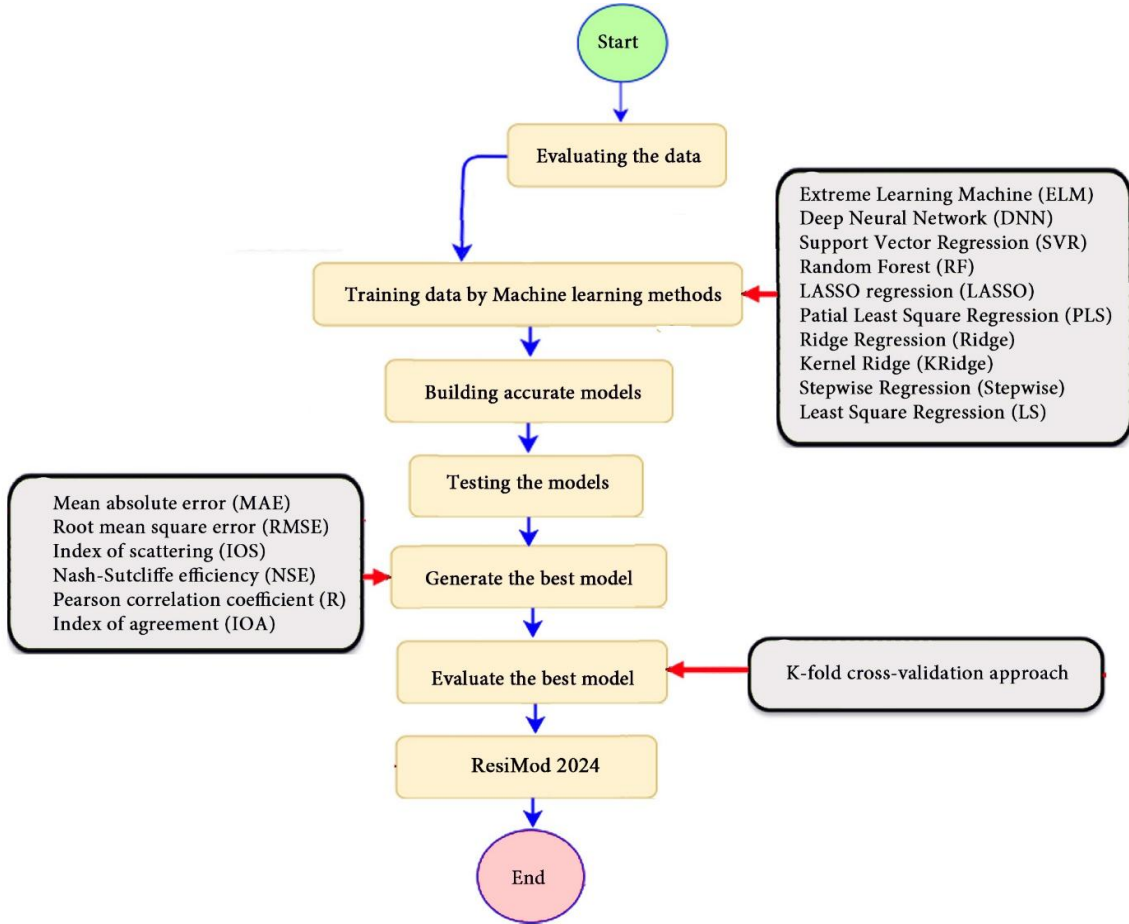 Start
Evaluating the data
Extreme Learning Machine (ELM)
Deep Neural Network (DNN)
Support Vector Regression (SVR)
Random Forest (RF)
LASSO regression (LASSO)
Patial Least Square Regression (PLS)
Ridge Regression (Ridge)
Kernel Ridge (KRidge)
Stepwise Regression (Stepwise)
Least Square Regression (LS)
Training data by Machine learning methods
Building accurate models
Testing the models
Mean absolute error (MAE)
Root mean square error (RMSE)
Index of scattering (IOS)
Nash-Sutcliffe efficiency (NSE)
Pearson correlation coefficient (R)
Index of agreement (IOA)
Generate the best model
Evaluate the best model
K-fold cross-validation approach
ResiMod 2024
End